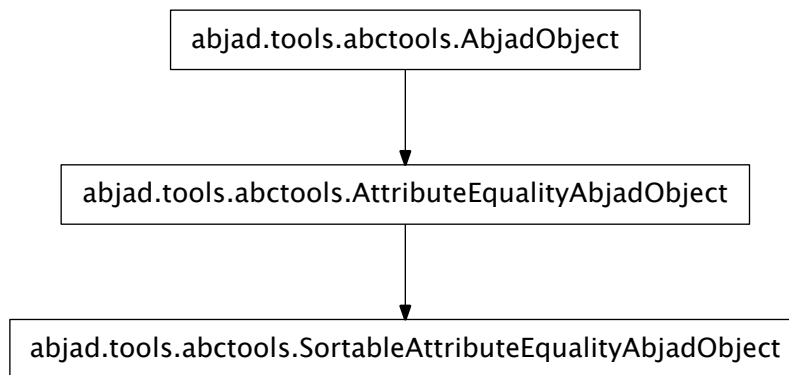 abjad.tools.abctools.AbjadObject
abjad.tools.abctools.AttributeEqualityAbjadObject
abjad.tools.abctools.SortableAttributeEqualityAbjadObject